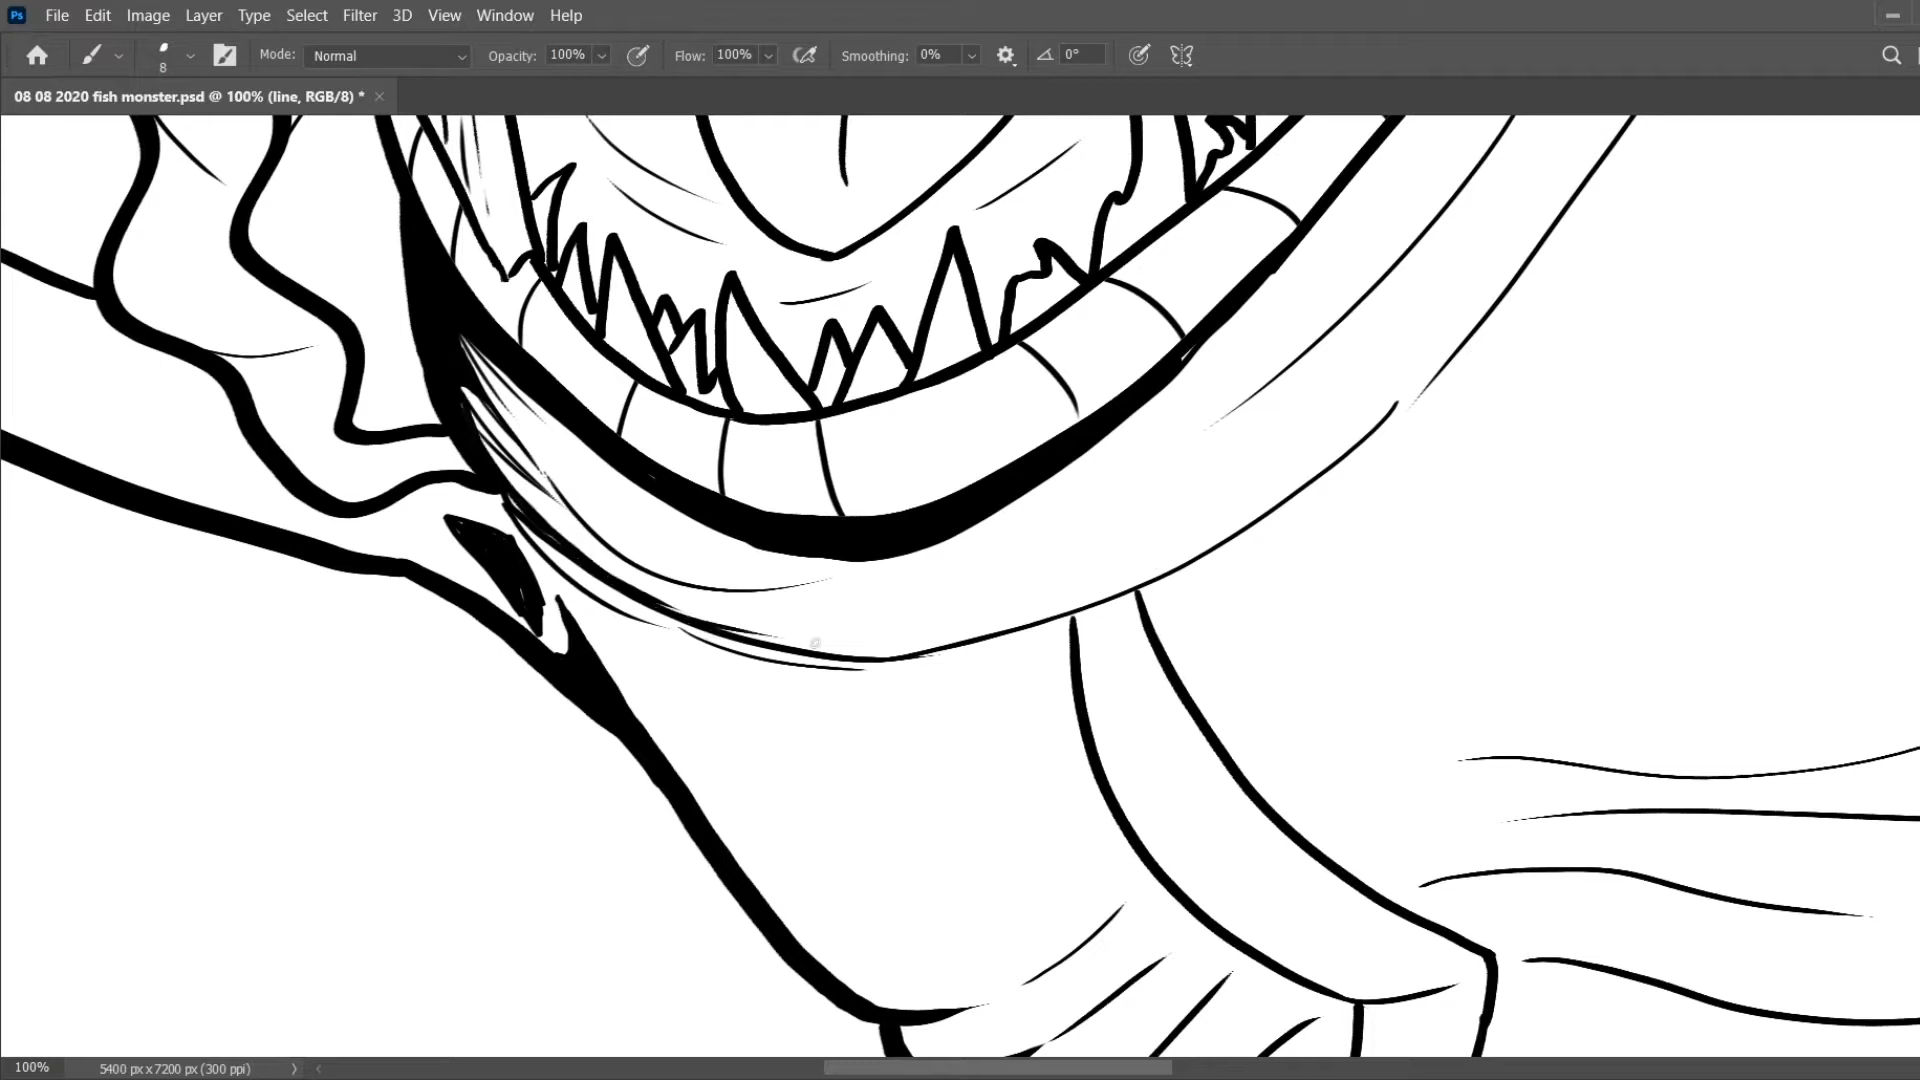 Ps File Edit Image Layer Type Select Filter 3D View Window Help
8 Mode: Normal Opacity: 100% Flow: 100% Smoothing: 0% 0°
08 08 2020 fish monster.psd @ 100% (line, RGB/8) *
100% 5400 px x 7200 px (300 ppi)